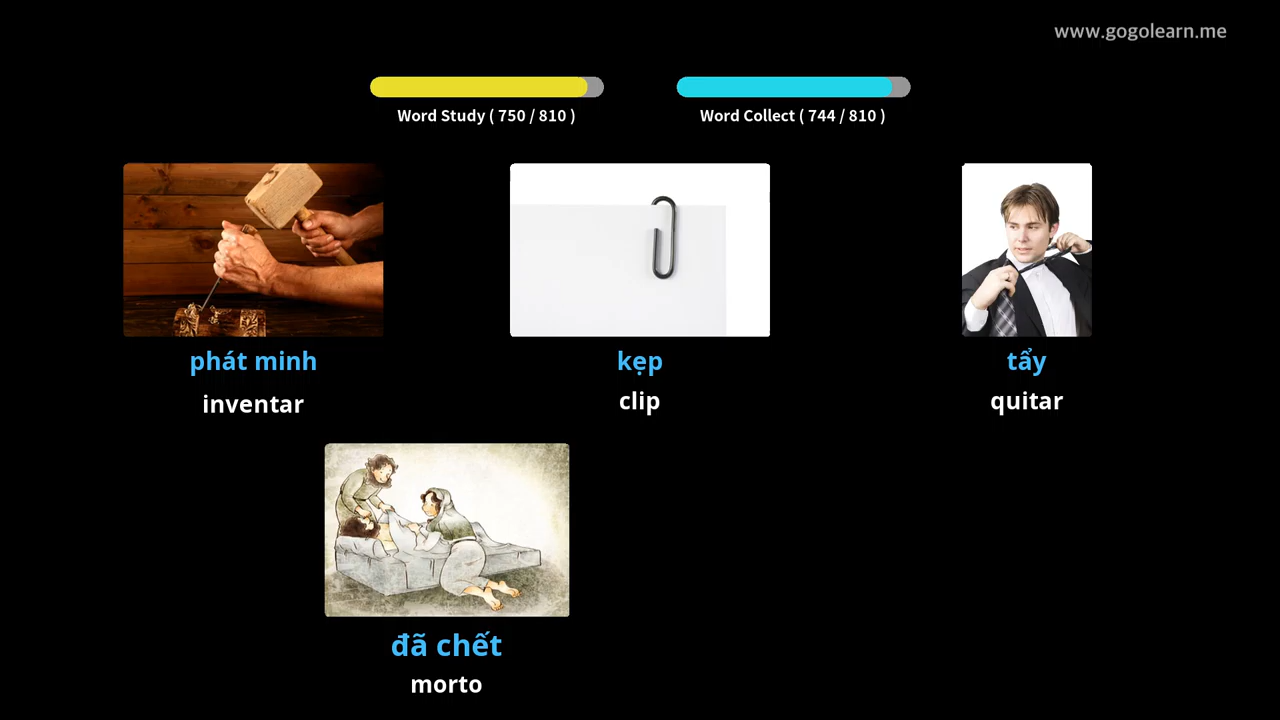 www.gogolearn.me
Word Study ( 750 / 810 )
Word Collect ( 744 / 810 )
phát minh
inventar
kẹp
clip
tẩy
quitar
đã chết
morto